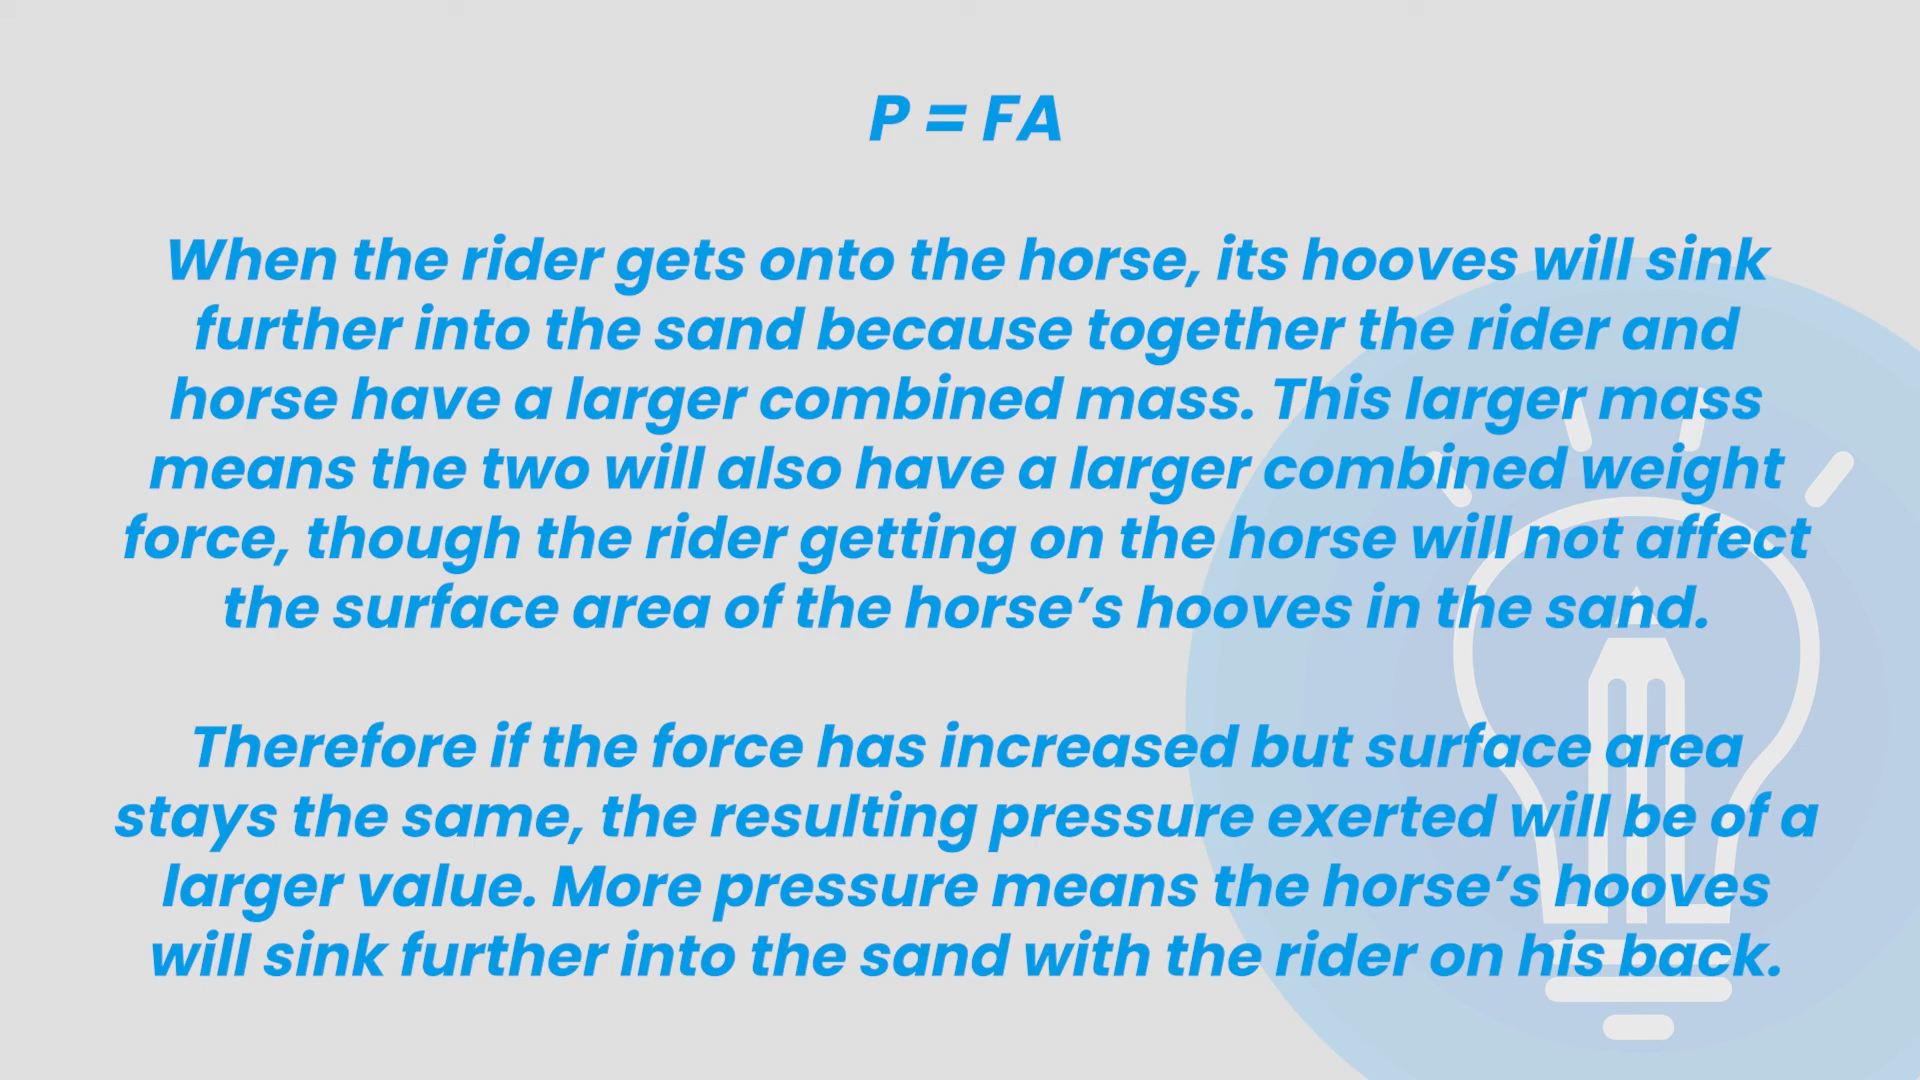 P = FA
When the rider gets onto the horse, its hooves will sink
further into the sand because together the rider and
horse have a larger combined mass. This larger mass
means the two will also have a larger combined weight
force, though the rider getting on the horse will not affect
the surface area of the horse’s hooves in the sand.
Therefore if the force has increased but surface area
stays the same, the resulting pressure exerted will be of a
larger value. More pressure means the horse’s hooves
will sink further into the sand with the rider on his back.